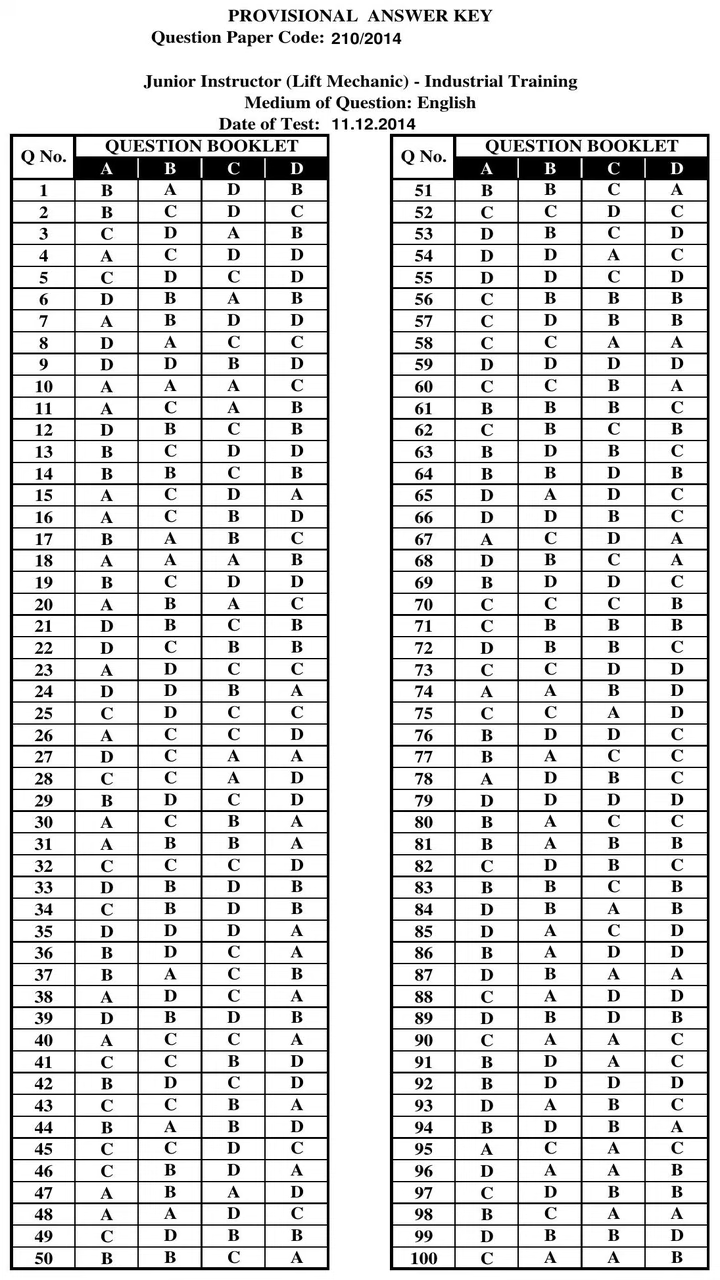 PROVISIONAL ANSWER KEY
Question Paper Code: 210/2014
Junior Instructor (Lift Mechanic) - Industrial Training
Medium of Question: English
Date of Test: 11.12.2014
Q No. QUESTION BOOKLET
A B C D
1 B A D B
2 B C D C
3 C D A B
4 A C D D
5 C D C D
6 D B A B
7 A B D D
8 D A C C
9 D D B D
10 A A A C
11 A C A B
12 D B C B
13 B C D D
14 B B C B
15 A C D A
16 A C B D
17 B A B C
18 A A A B
19 B C D D
20 A B A C
21 D B C B
22 D C B B
23 A D C C
24 D D B A
25 C D C C
26 A C C D
27 D C A A
28 C C A D
29 B D C D
30 A C B A
31 A B B A
32 C C C D
33 D B D B
34 C B D B
35 D D D A
36 B D C A
37 B A C B
38 A D C A
39 D B D B
40 A C C A
41 C C B D
42 B D C D
43 C C B A
44 B A B D
45 C C D C
46 C B D A
47 A B A D
48 A A D C
49 C D B B
50 B B C A
Q No. QUESTION BOOKLET
A B C D
51 B B C A
52 C C D C
53 D B C D
54 D D A C
55 D D C D
56 C B B B
57 C D B B
58 C C A A
59 D D D D
60 C C B A
61 B B B C
62 C B C B
63 B D B C
64 B B D B
65 D A D C
66 D D B C
67 A C D A
68 D B C A
69 B D D C
70 C C C B
71 C B B B
72 D B B C
73 C C D D
74 A A B D
75 C C A D
76 B D D C
77 B A C C
78 A D B C
79 D D D D
80 B A C C
81 B A B B
82 C D B C
83 B B C B
84 D B A B
85 D A C D
86 B A D D
87 D B A A
88 C A D D
89 D B D B
90 C A A C
91 B D A C
92 B D D D
93 D A B C
94 B D B A
95 A C A C
96 D A A B
97 C D B B
98 B C A A
99 D B B D
100 C A A B